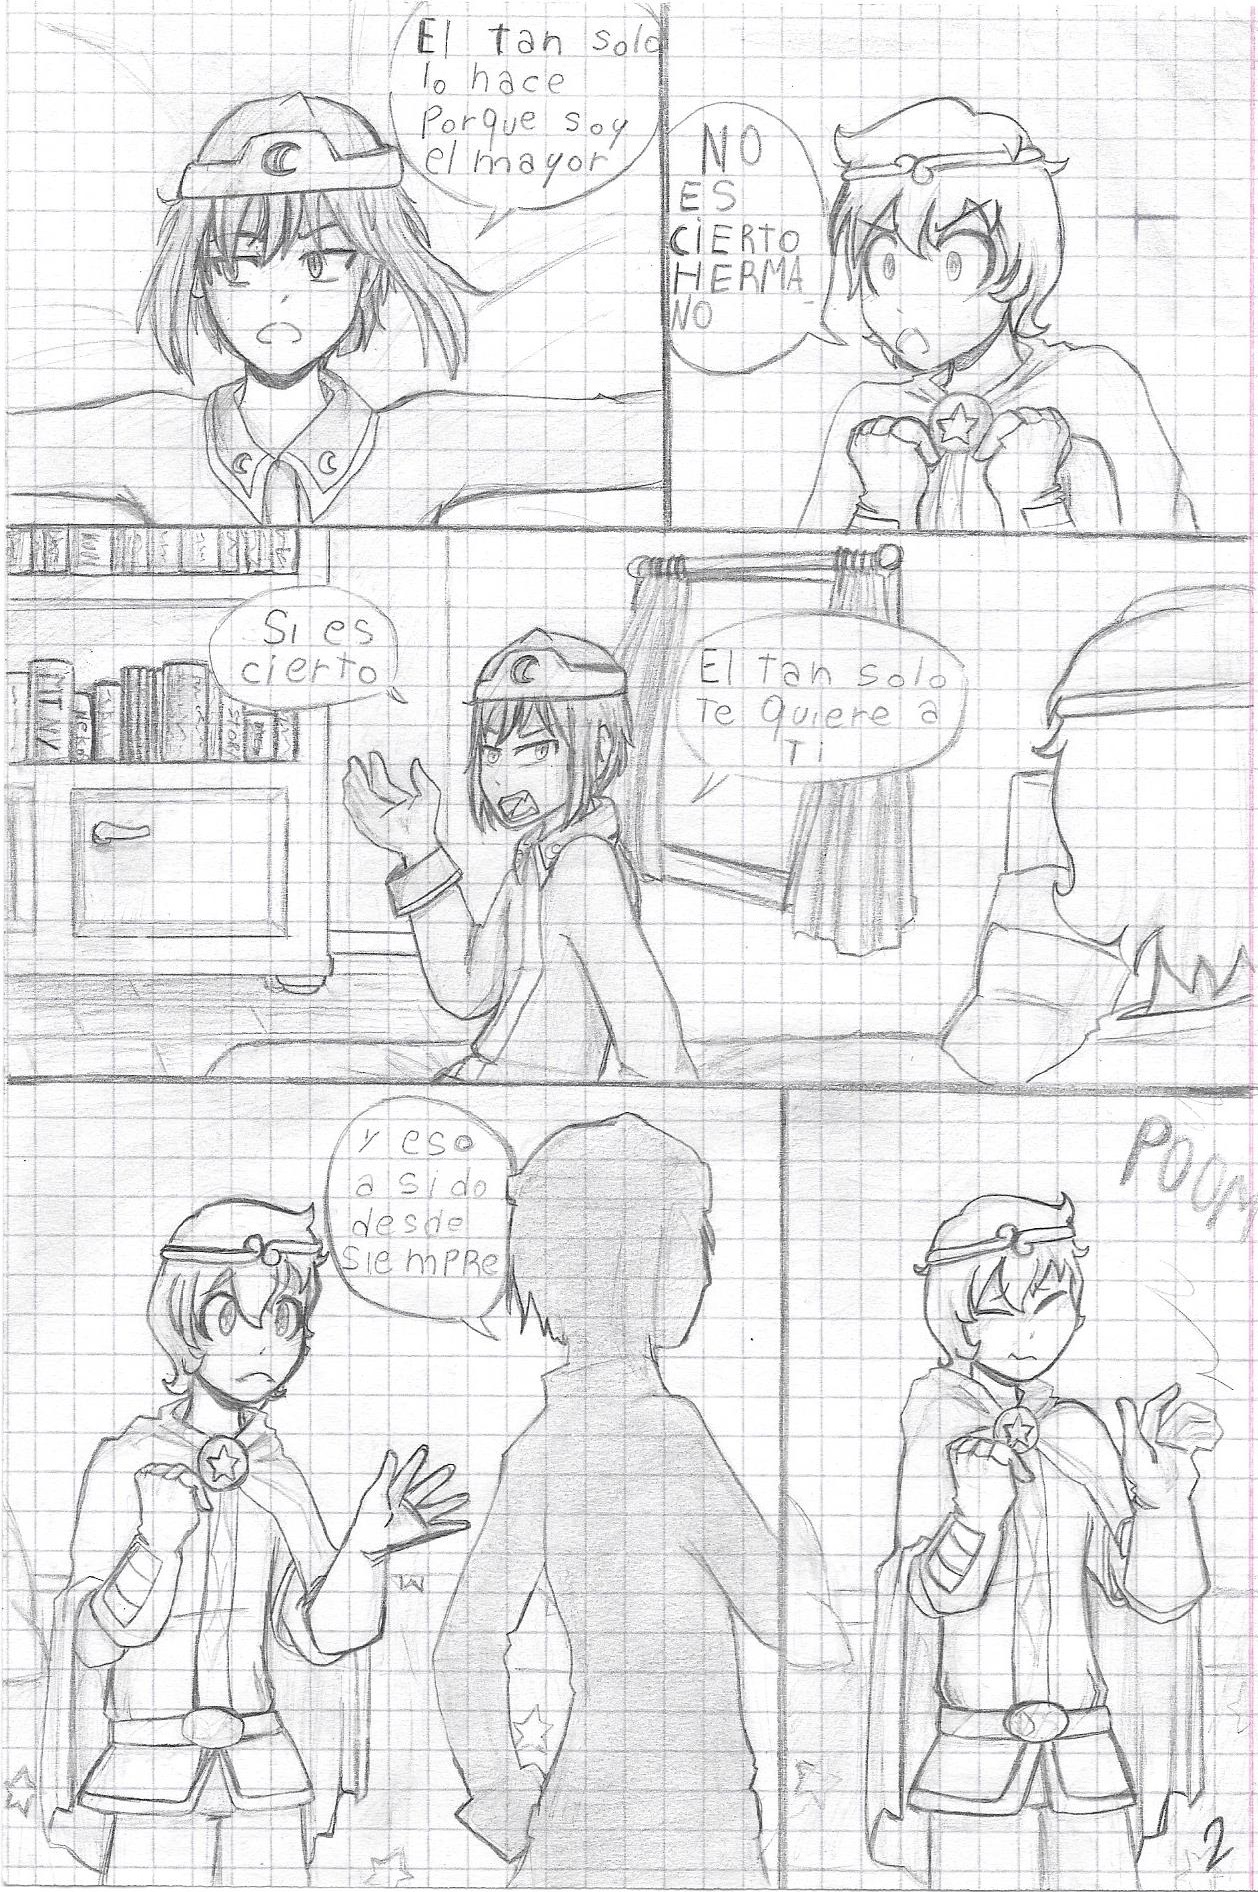 El tan solo
lo hace
Porque soy
el mayor
NO
ES
CIERTO
HERMA
NO
Si es
cierto
El tan solo
Te Quiere a
Ti
Y eso
a sido
desde
SIEMPRE
POOM
2